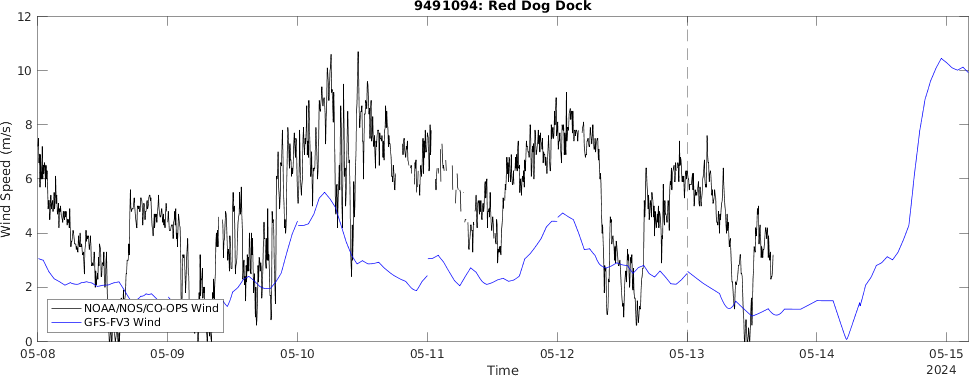 9491094: Red Dog Dock
12
10
8
6
4
2
0
Wind Speed (m/s)
NOAA/NOS/CO-OPS Wind
GFS-FV3 Wind
05-08 05-09 05-10 05-11 05-12 05-13 05-14 05-15
Time 2024